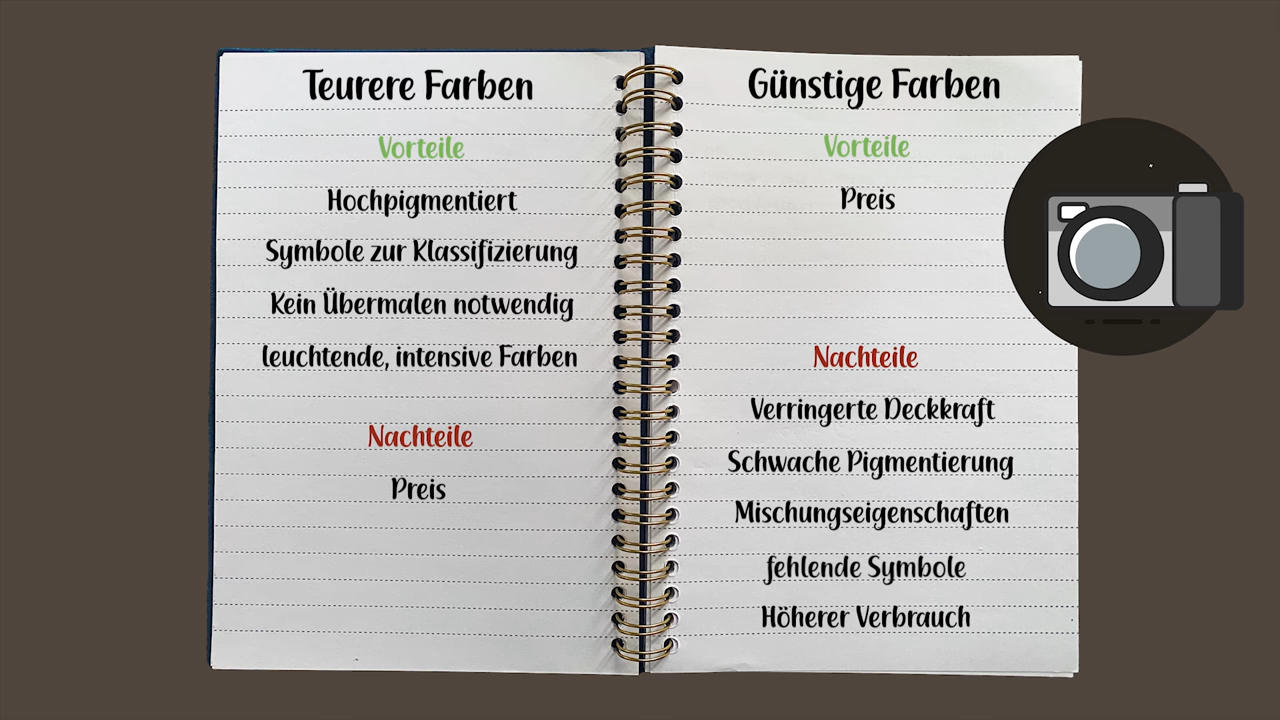 Teurere Farben
Vorteile
Hochpigmentiert
Symbole zur Klassifizierung
Kein Übermalen notwendig
leuchtende, intensive Farben
Nachteile
Preis
Günstige Farben
Vorteile
Preis
Nachteile
Verringerte Deckkraft
Schwache Pigmentierung
Mischungseigenschaften
fehlende Symbole
Höherer Verbrauch